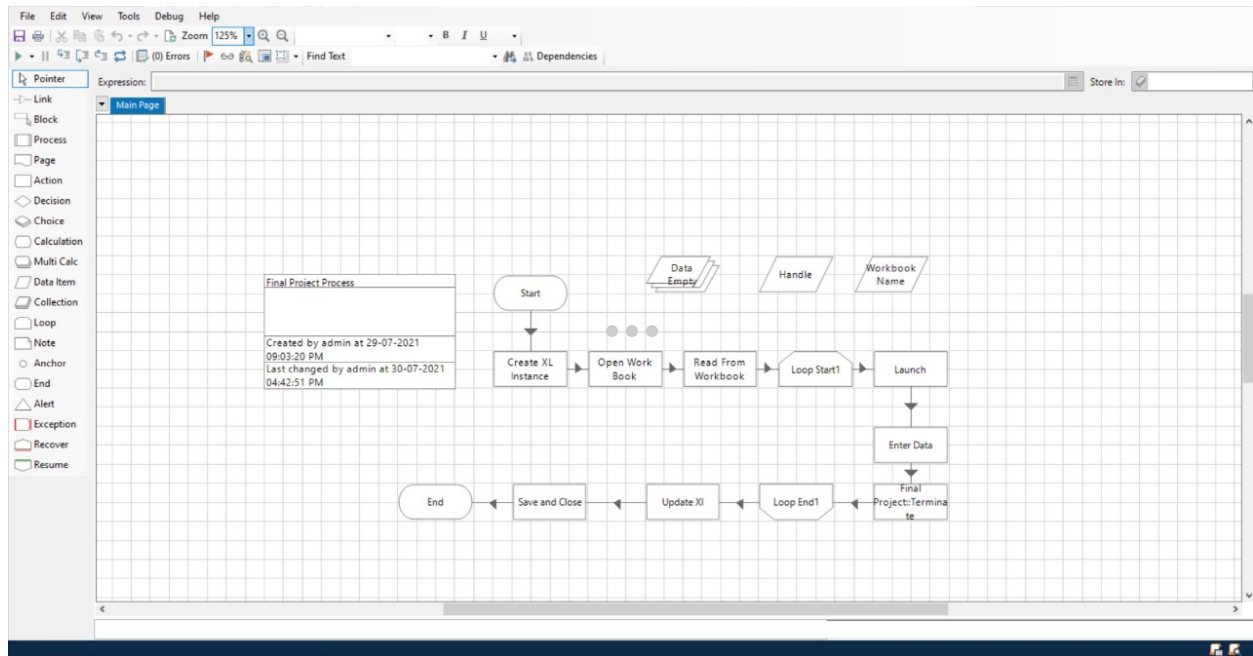 File Edit View Tools Debug Help
Zoom 125% B I U
(0) Errors Find Text Dependencies
Pointer
Expression: Store In:
Link
Main Page
Block
Process
Page
Action
Decision
Choice
Calculation
Multi Calc
Data Item
Collection
Loop
Note
Anchor
End
Alert
Exception
Recover
Resume
Data
Empty
Handle
Workbook
Name
Final Project Process
Created by admin at 29-07-2021
09:03:20 PM
Last changed by admin at 30-07-2021
04:42:51 PM
Start
Create XL
Instance
Open Work
Book
Read From
Workbook
Loop Start1
Launch
Enter Data
Final
Project::Termina
te
Loop End1
Update Xl
Save and Close
End